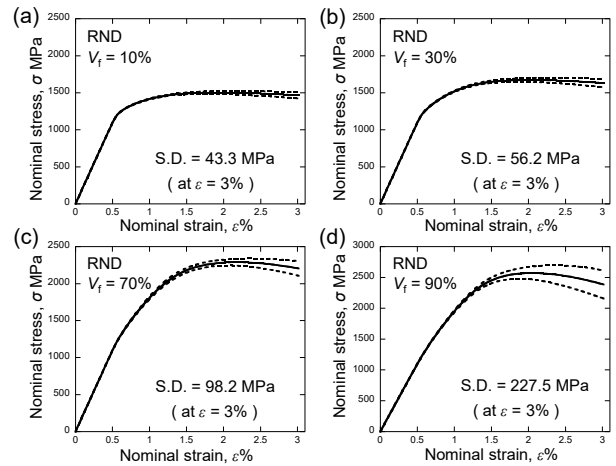 (a)
RND
Vf = 10%
S.D. = 43.3 MPa
( at ε = 3% )
Nominal stress, σ MPa
2500
2000
1500
1000
500
0
0 0.5 1 1.5 2 2.5 3
Nominal strain, ε%
(b)
RND
Vf = 30%
S.D. = 56.2 MPa
( at ε = 3% )
Nominal stress, σ MPa
2500
2000
1500
1000
500
0
0 0.5 1 1.5 2 2.5 3
Nominal strain, ε%
(c)
RND
Vf = 70%
S.D. = 98.2 MPa
( at ε = 3% )
Nominal stress, σ MPa
2500
2000
1500
1000
500
0
0 0.5 1 1.5 2 2.5 3
Nominal strain, ε%
(d)
RND
Vf = 90%
S.D. = 227.5 MPa
( at ε = 3% )
Nominal stress, σ MPa
3000
2500
2000
1500
1000
500
0
0 0.5 1 1.5 2 2.5 3
Nominal strain, ε%